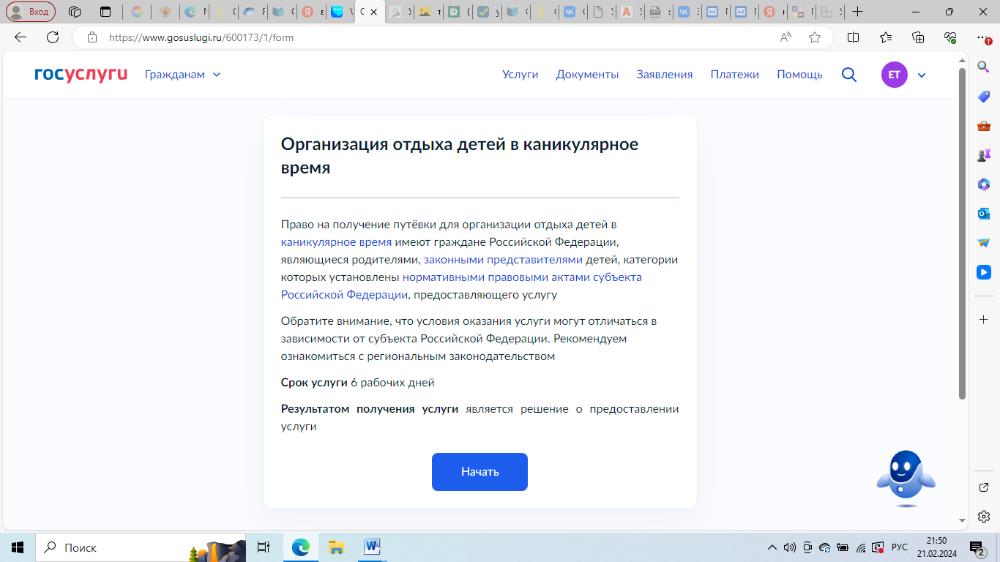 Вход
https://www.gosuslugi.ru/600173/1/form
госуслуги Гражданам Услуги Документы Заявления Платежи Помощь ЕТ
Организация отдыха детей в каникулярное
время
Право на получение путёвки для организации отдыха детей в
каникулярное время имеют граждане Российской Федерации,
являющиеся родителями, законными представителями детей, категории
которых установлены нормативными правовыми актами субъекта
Российской Федерации, предоставляющего услугу
Обратите внимание, что условия оказания услуги могут отличаться в
зависимости от субъекта Российской Федерации. Рекомендуем
ознакомиться с региональным законодательством
Срок услуги 6 рабочих дней
Результатом получения услуги является решение о предоставлении
услуги
Начать
Поиск
РУС
21:50
21.02.2024
2